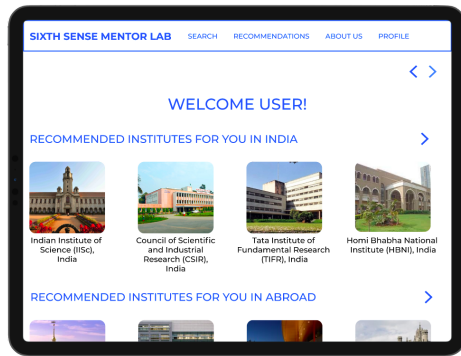 SIXTH SENSE MENTOR LAB SEARCH RECOMMENDATIONS ABOUT US PROFILE
WELCOME USER!
RECOMMENDED INSTITUTES FOR YOU IN INDIA
Indian Institute of
Science (IISc),
India
Council of Scientific
and Industrial
Research (CSIR),
India
Tata Institute of
Fundamental Research
(TIFR), India
Homi Bhabha National
Institute (HBNI), India
RECOMMENDED INSTITUTES FOR YOU IN ABROAD